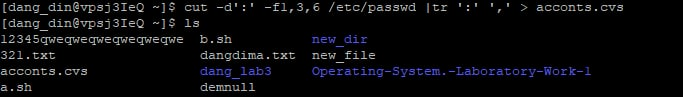 [dang_din@vpsj3IeQ ~]$ cut -d':' -f1,3,6 /etc/passwd |tr ':' ',' > acconts.cvs
[dang_din@vpsj3IeQ ~]$ ls
12345qweqweqweqweqweqwe  b.sh          new_dir
321.txt                  dangdima.txt  new_file
acconts.cvs              dang_lab3     Operating-System.-Laboratory-Work-1
a.sh                     demnull